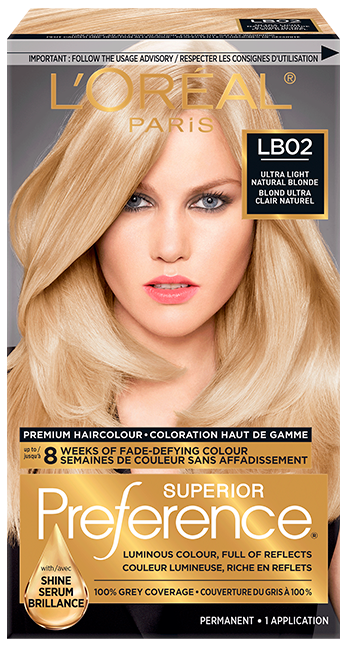 LB02
IMPORTANT : FOLLOW THE USAGE ADVISORY / RESPECTER LES CONSIGNES D'UTILISATION
L'ORÉAL®
PARiS
LB02
ULTRA LIGHT
NATURAL BLONDE
BLOND ULTRA
CLAIR NATUREL
PREMIUM HAIRCOLOUR • COLORATION HAUT DE GAMME
up to / jusqu'à 8 WEEKS OF FADE-DEFYING COLOUR
SEMAINES DE COULEUR SANS AFFADISSEMENT
SUPERIOR
Preference®
LUMINOUS COLOUR, FULL OF REFLECTS
COULEUR LUMINEUSE, RICHE EN REFLETS
with/avec
SHINE
SERUM
BRILLANCE
100% GREY COVERAGE • COUVERTURE DU GRIS À 100%
PERMANENT • 1 APPLICATION